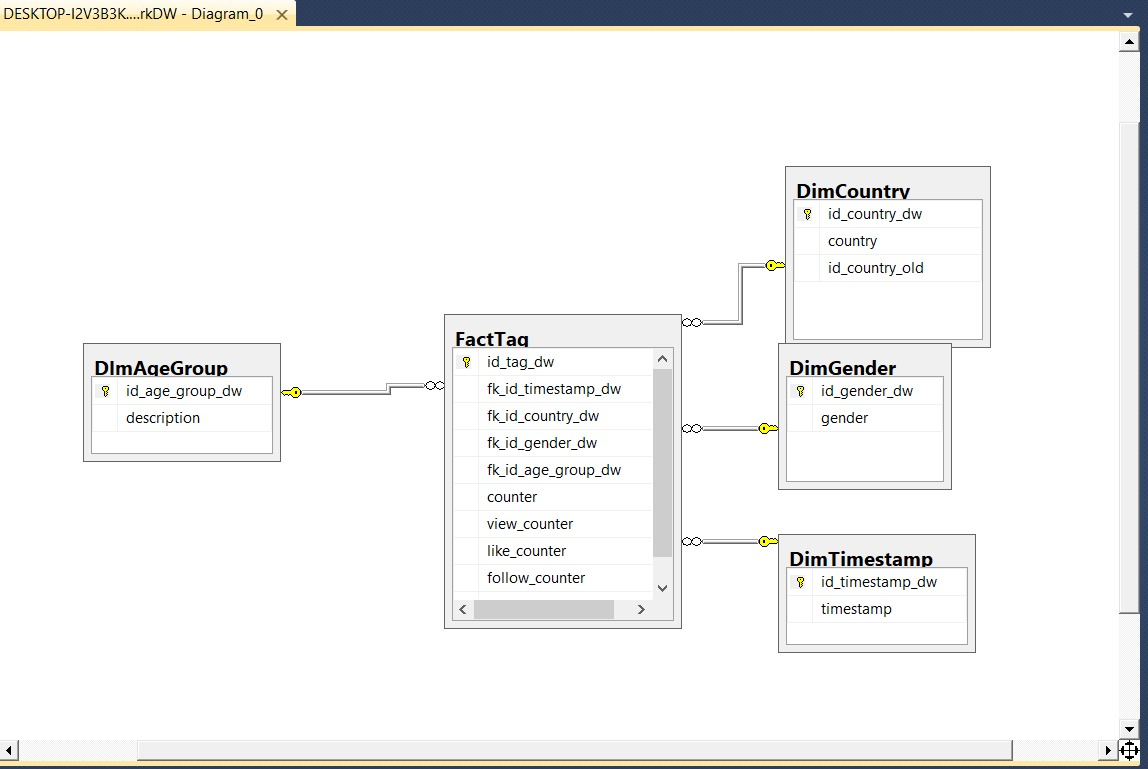 DESKTOP-I2V3B3K....rkDW - Diagram_0
DimCountry
id_country_dw
country
id_country_old
FactTag
id_tag_dw
fk_id_timestamp_dw
fk_id_country_dw
fk_id_gender_dw
fk_id_age_group_dw
counter
view_counter
like_counter
follow_counter
DImAgeGroup
id_age_group_dw
description
DimGender
id_gender_dw
gender
DimTimestamp
id_timestamp_dw
timestamp